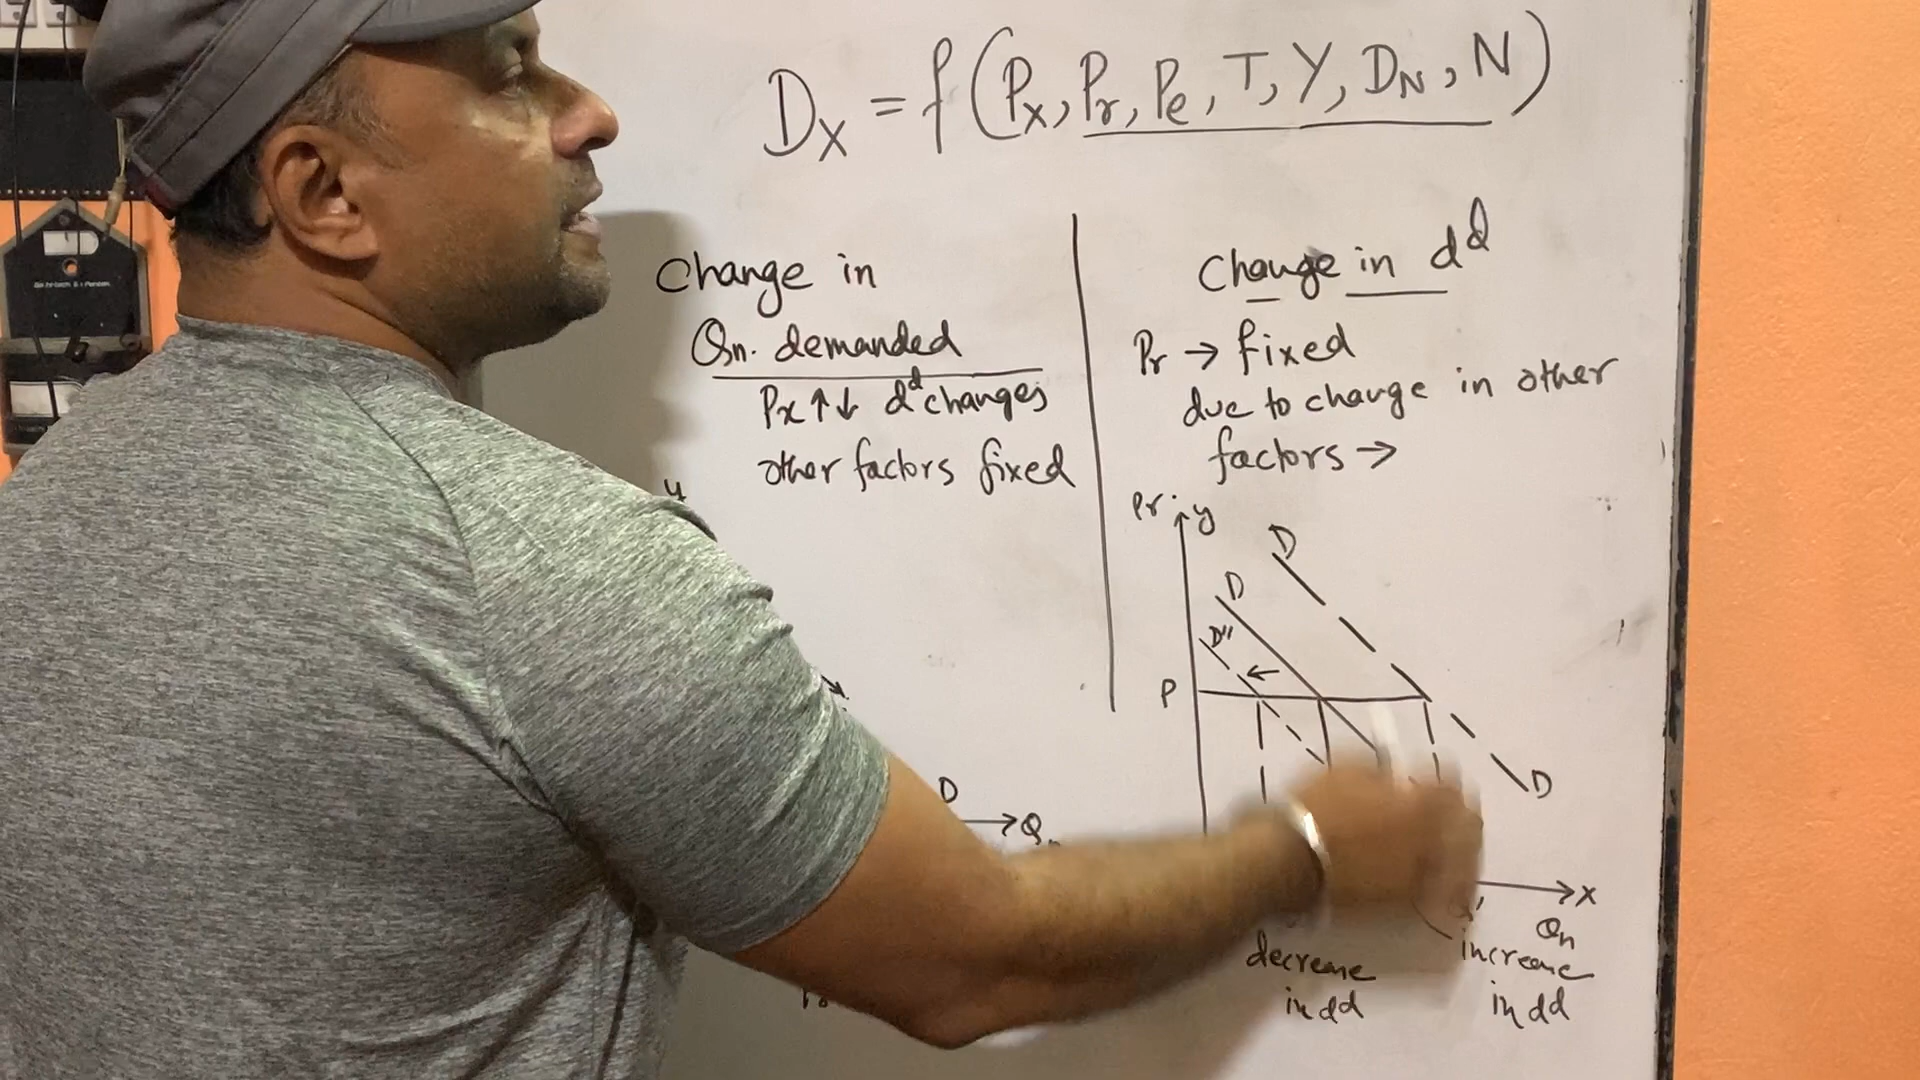 Dx = f(Px, Pr, Pe, T, Y, DN, N)
Change in
Qn. demanded
Px ↑↓ dd changes
other factors fixed
Change in dd
Pr → fixed
due to change in other
factors →
y
D
Qn
Pr y
D
D
D"
P
D
X
Q'
Qn
decrease
in dd
increase
in dd